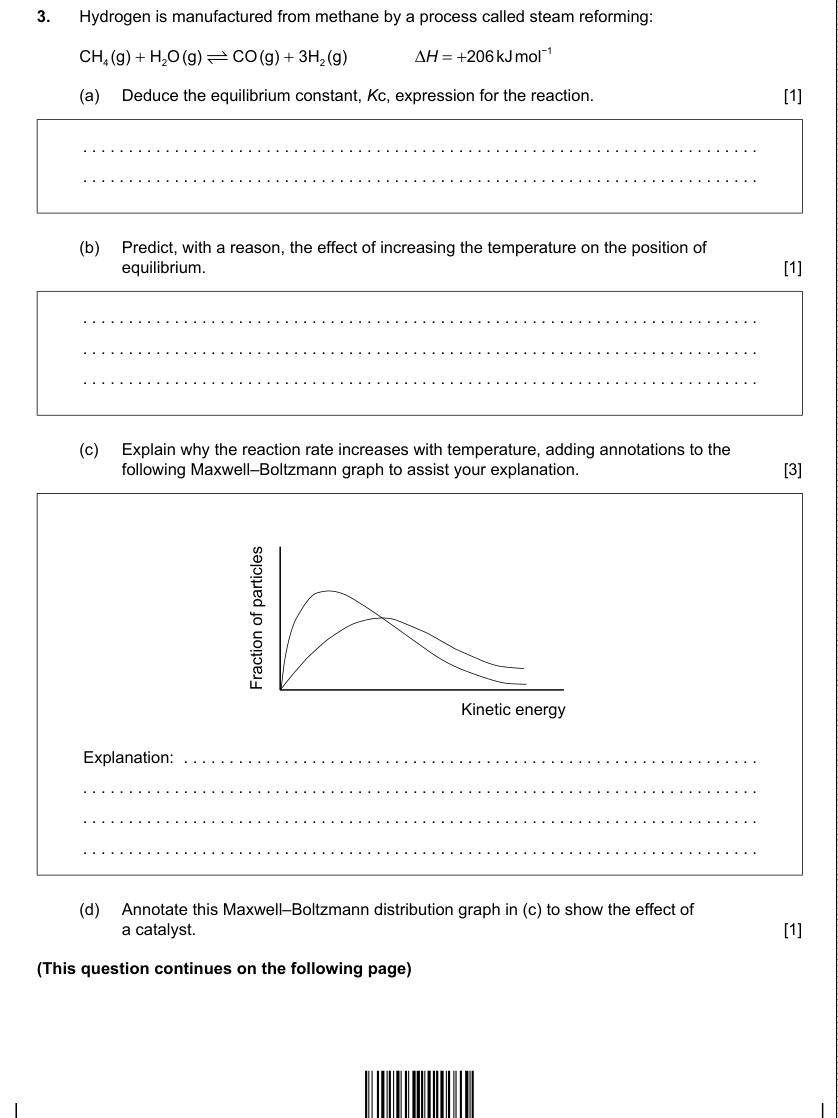 3. Hydrogen is manufactured from methane by a process called steam reforming:
CH₄(g) + H₂O(g) ⇌ CO(g) + 3H₂(g) ΔH = +206 kJ mol⁻¹
(a) Deduce the equilibrium constant, Kc, expression for the reaction. [1]
(b) Predict, with a reason, the effect of increasing the temperature on the position of
equilibrium. [1]
(c) Explain why the reaction rate increases with temperature, adding annotations to the
following Maxwell–Boltzmann graph to assist your explanation. [3]
Fraction of particles
Kinetic energy
Explanation:
(d) Annotate this Maxwell–Boltzmann distribution graph in (c) to show the effect of
a catalyst. [1]
(This question continues on the following page)